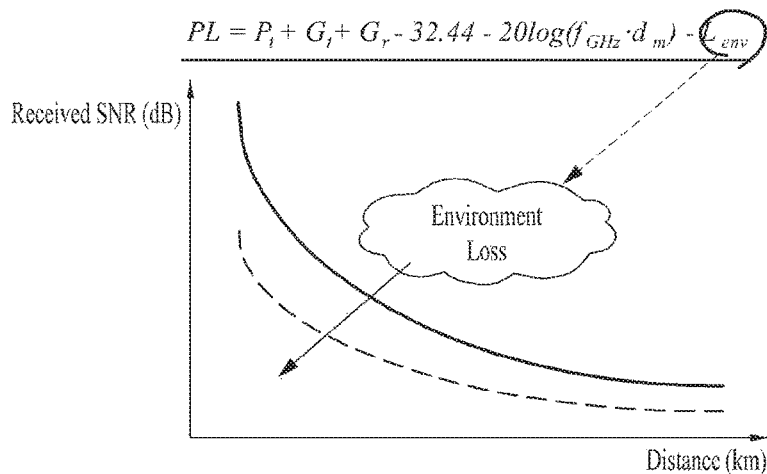 PL = P_t + G_t + G_r - 32.44 - 20log(f_GHz · d_m) - L_env
Received SNR (dB)
Environment
Loss
Distance (km)